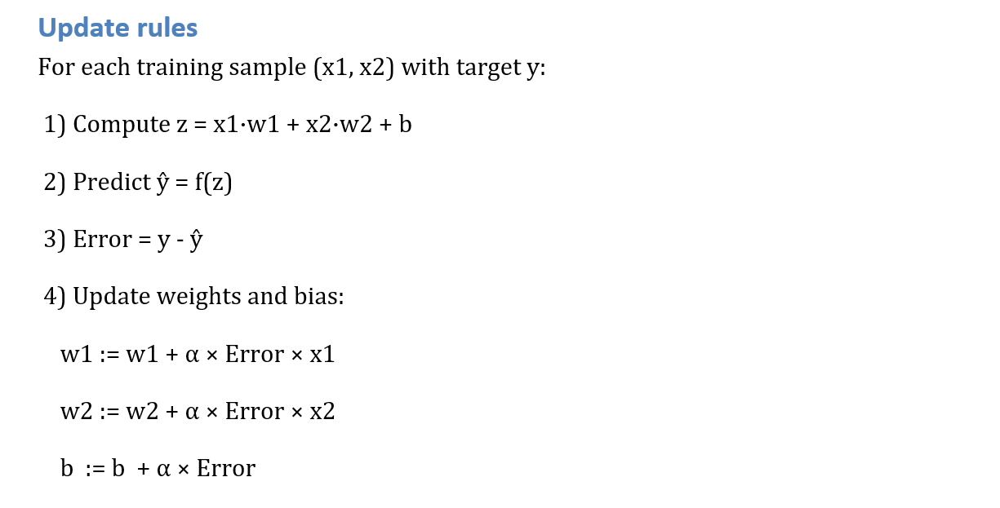 Update rules
For each training sample (x1, x2) with target y:
1) Compute z = x1·w1 + x2·w2 + b
2) Predict ŷ = f(z)
3) Error = y - ŷ
4) Update weights and bias:
w1 := w1 + α × Error × x1
w2 := w2 + α × Error × x2
b := b + α × Error